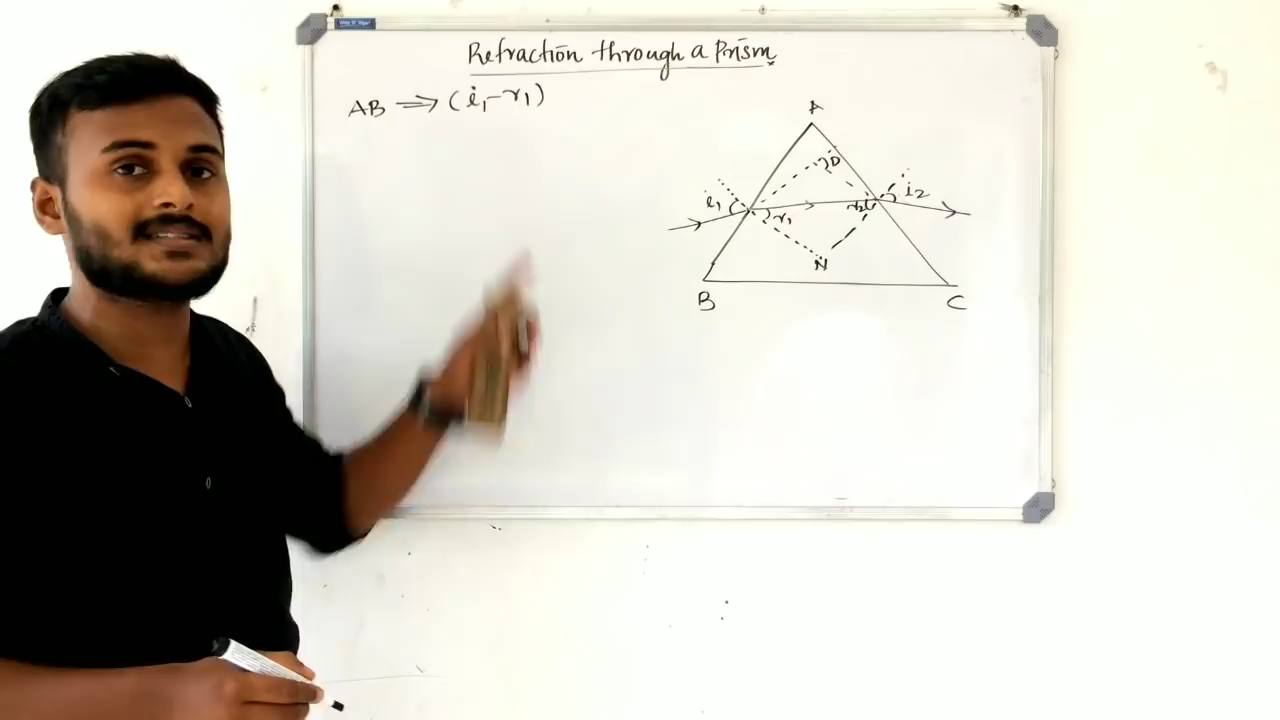 Refraction through a Prism
AB ⟹ (i₁-r₁)
A
D
i₁
i₂
r₁
r₂
N
B
C